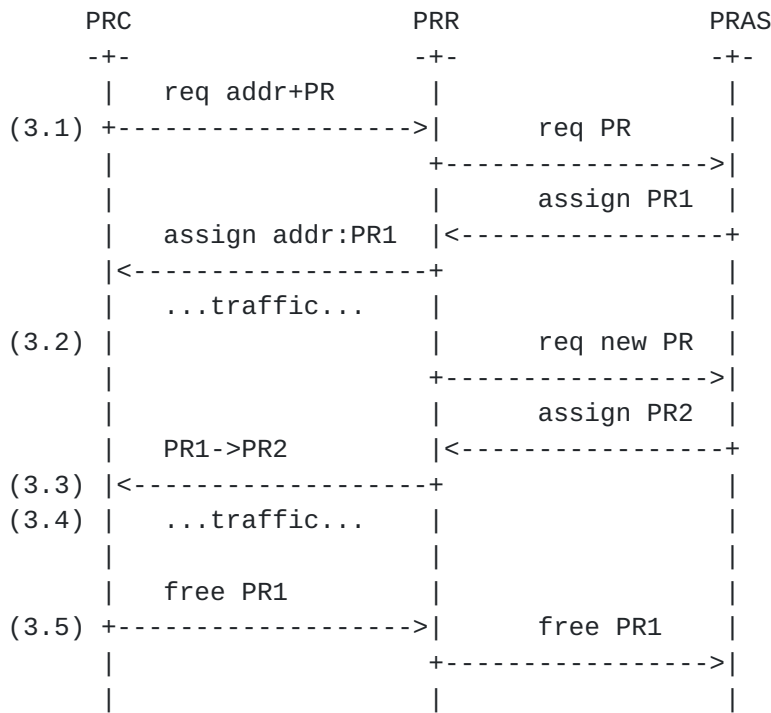 PRC                 PRR                PRAS
     -+-                 -+-                -+-
      |   req addr+PR     |                  |
(3.1) +------------------->|      req PR      |
      |                   +----------------->|
      |                   |      assign PR1  |
      |   assign addr:PR1 |<-----------------+
      |<-------------------+                  |
      |   ...traffic...   |                  |
(3.2) |                   |      req new PR  |
      |                   +----------------->|
      |                   |      assign PR2  |
      |   PR1->PR2        |<-----------------+
(3.3) |<-------------------+                  |
(3.4) |   ...traffic...   |                  |
      |                   |                  |
      |   free PR1        |                  |
(3.5) +------------------->|      free PR1    |
      |                   +----------------->|
      |                   |                  |